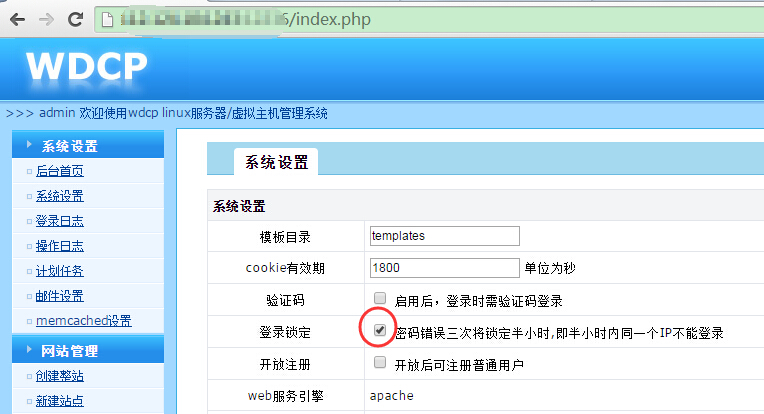 6/index.php
WDCP
>>> admin 欢迎使用wdcp linux服务器/虚拟主机管理系统
系统设置
后台首页
系统设置
登录日志
操作日志
计划任务
邮件设置
memcached设置
网站管理
创建整站
新建站点
系统设置
系统设置
模板目录 templates
cookie有效期 1800 单位为秒
验证码 启用后，登录时需验证码登录
登录锁定 密码错误三次将锁定半小时,即半小时内同一个IP不能登录
开放注册 开放后可注册普通用户
web服务引擎 apache